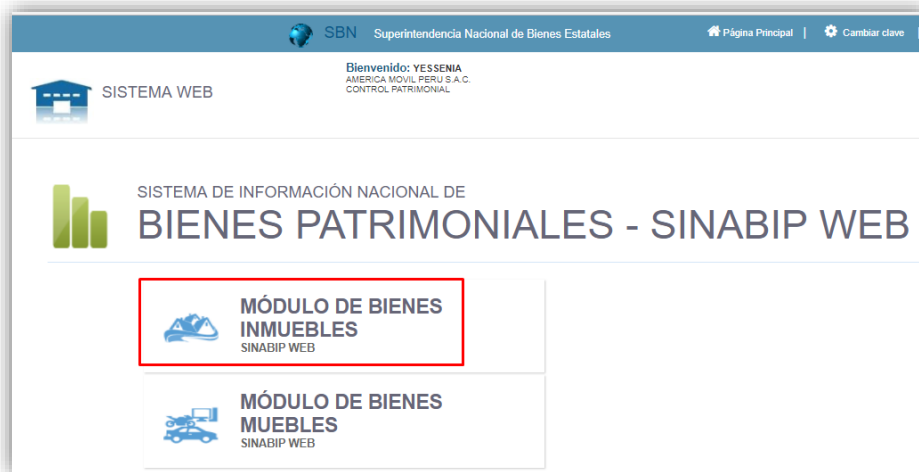 SBN Superintendencia Nacional de Bienes Estatales Página Principal | Cambiar clave |
Bienvenido: YESSENIA
AMERICA MOVIL PERU S.A.C.
CONTROL PATRIMONIAL
SISTEMA WEB
SISTEMA DE INFORMACIÓN NACIONAL DE
BIENES PATRIMONIALES - SINABIP WEB
MÓDULO DE BIENES
INMUEBLES
SINABIP WEB
MÓDULO DE BIENES
MUEBLES
SINABIP WEB